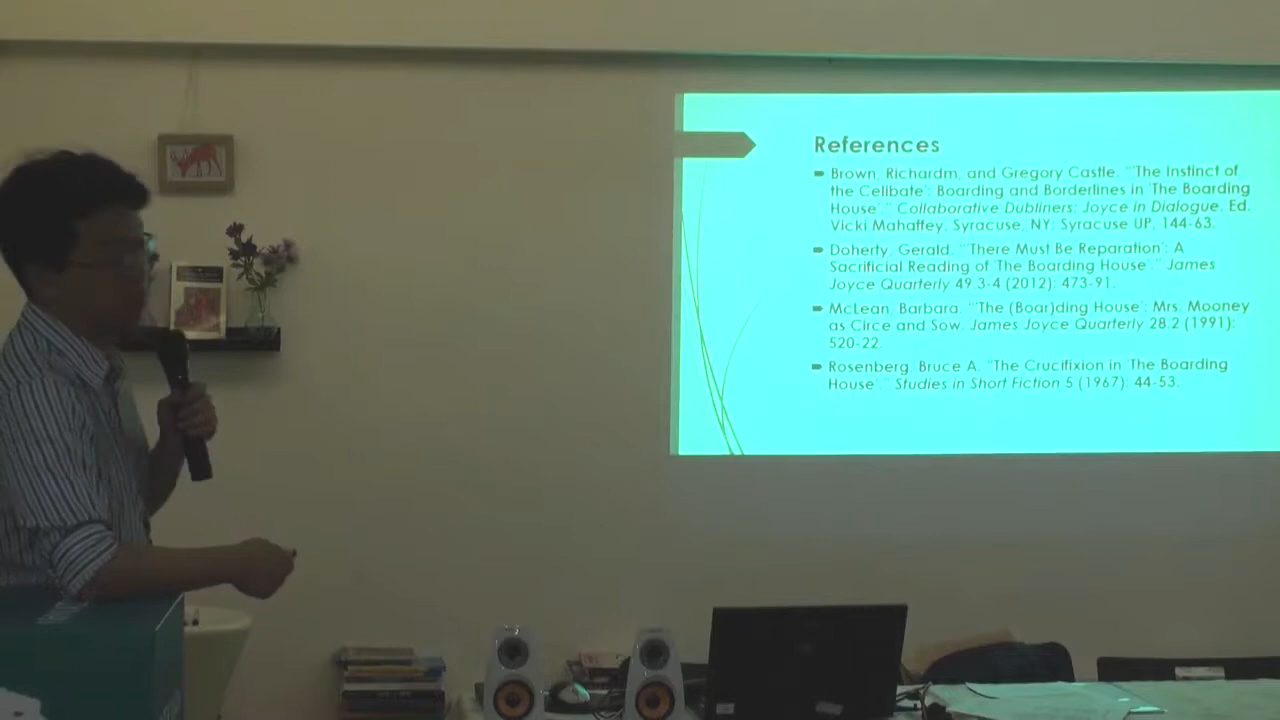 References
Brown, Richardm, and Gregory Castle. "'The Instinct of
the Celibate': Boarding and Borderlines in 'The Boarding
House'." Collaborative Dubliners: Joyce in Dialogue. Ed.
Vicki Mahaffey. Syracuse, NY: Syracuse UP, 144-63.
Doherty, Gerald. "'There Must Be Reparation': A
Sacrificial Reading of 'The Boarding House'." James
Joyce Quarterly 49.3-4 (2012): 473-91.
McLean, Barbara. "'The (Boar)ding House': Mrs. Mooney
as Circe and Sow. James Joyce Quarterly 28.2 (1991):
520-22.
Rosenberg, Bruce A. "The Crucifixion in 'The Boarding
House'." Studies in Short Fiction 5 (1967): 44-53.